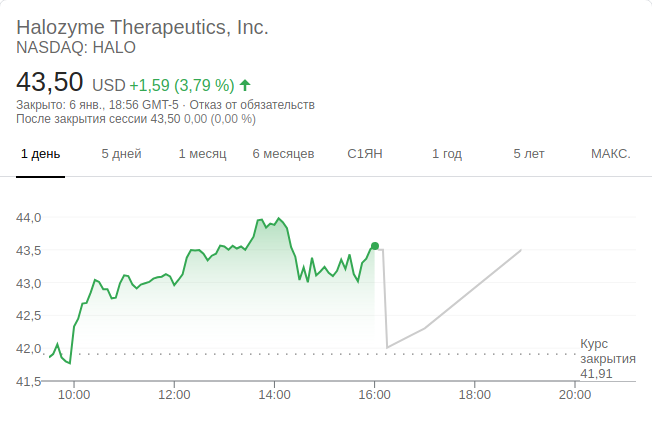 Halozyme Therapeutics, Inc.
NASDAQ: HALO
43,50 USD +1,59 (3,79 %)
Закрыто: 6 янв., 18:56 GMT-5 · Отказ от обязательств
После закрытия сессии 43,50 0,00 (0,00 %)
1 день 5 дней 1 месяц 6 месяцев С1ЯН 1 год 5 лет МАКС.
44,0
43,5
43,0
42,5
42,0
41,5
Курс
закрытия
41,91
10:00 12:00 14:00 16:00 18:00 20:00